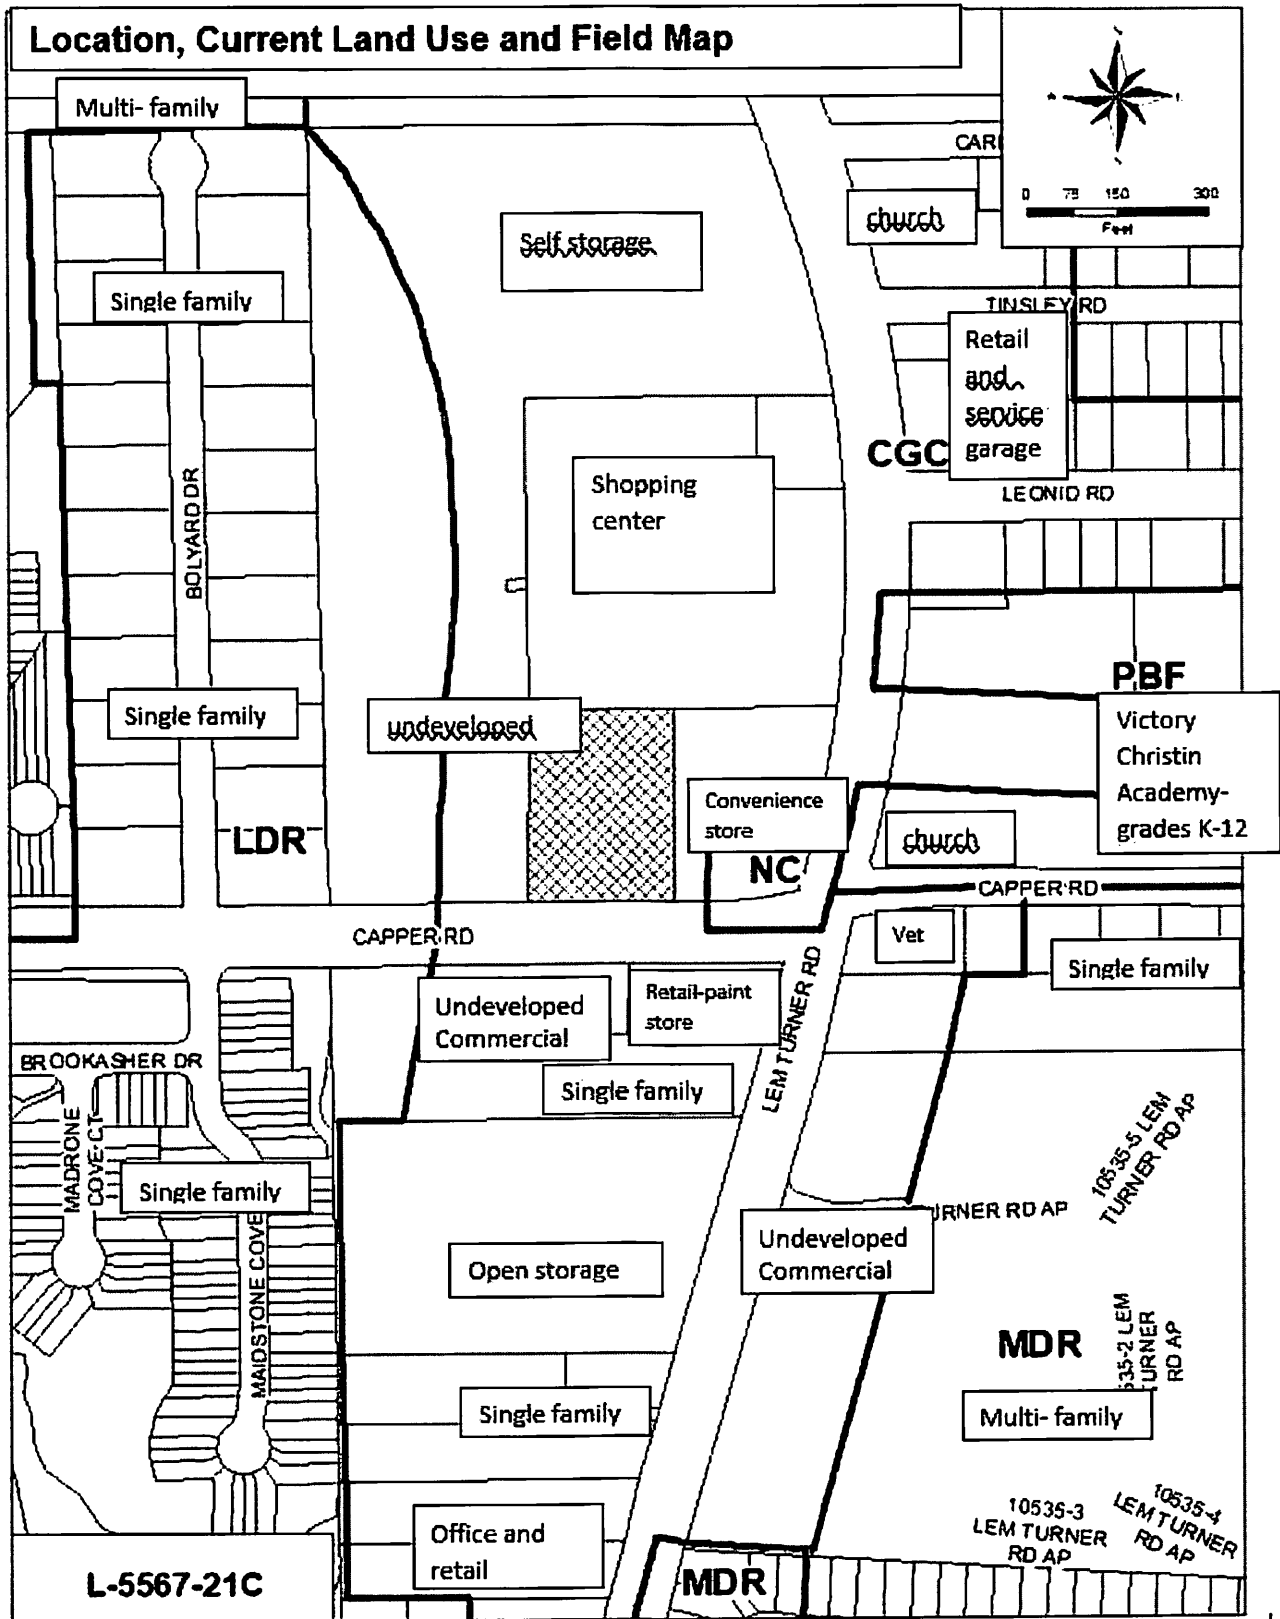 Location, Current Land Use and Field Map
Multi- family
CARI
0 75 150 300
Feet
church
Self storage
Single family
TINSLEY RD
Retail
and
service
garage
CGC
Shopping
center
LEONID RD
BOLYARD DR
PBF
Single family
undeveloped
Victory
Christin
Academy-
grades K-12
Convenience
store
church
LDR
NC
CAPPER RD
CAPPER RD
Vet
Single family
Undeveloped
Commercial
Retail-paint
store
LEM TURNER RD
BROOKASHER DR
Single family
MADRONE
COVE CT
Single family
10535-5 LEM
TURNER RD AP
URNER RD AP
MAIDSTONE COVE
Open storage
Undeveloped
Commercial
MDR
535-2 LEM
TURNER
RD AP
Single family
Multi- family
10535-3
LEM TURNER
RD AP
10535-4
LEM TURNER
RD AP
Office and
retail
L-5567-21C
MDR